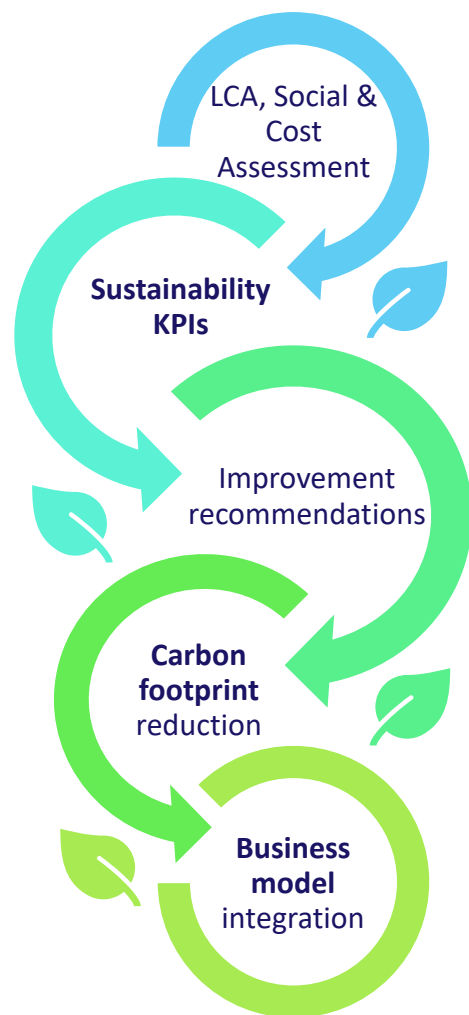 LCA, Social &
Cost
Assessment
Sustainability
KPIs
Improvement
recommendations
Carbon
footprint
reduction
Business
model
integration